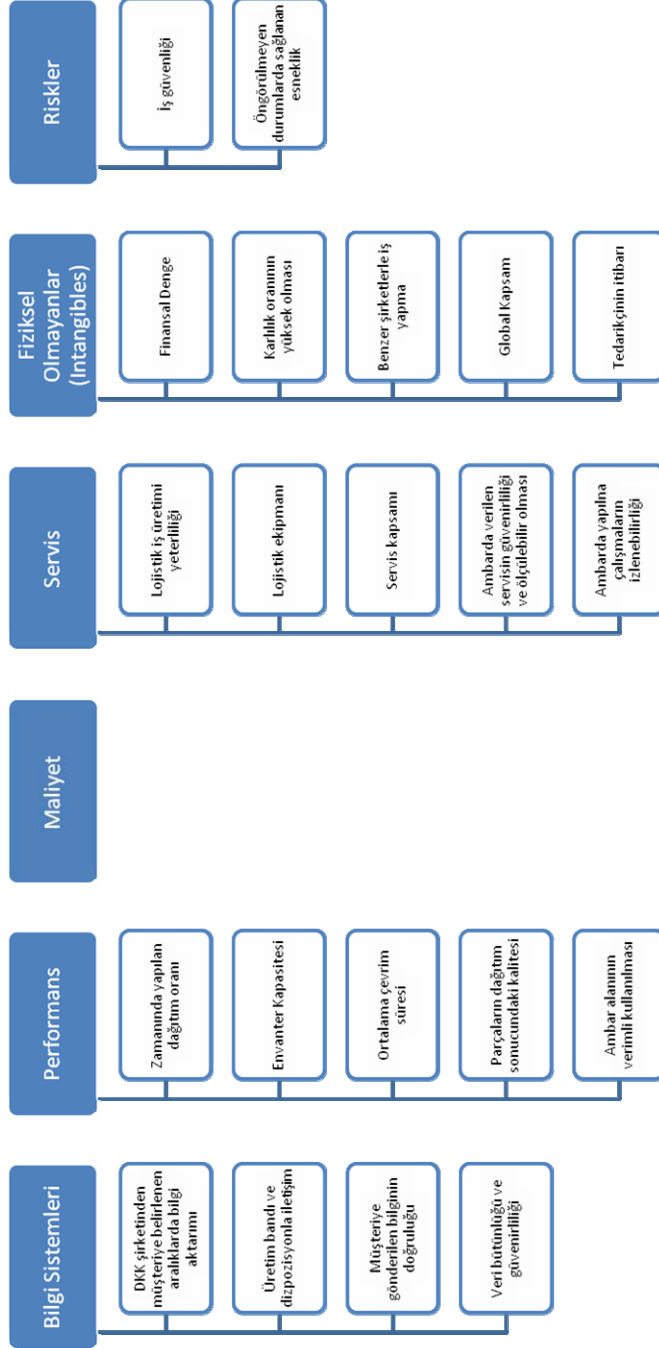 Bilgi Sistemleri
DKK şirketinden
müşteriye belirlenen
aralıklarda bilgi
aktarımı
Üretim bandı ve
dizpozisyonla iletişim
Müşteriye
gönderilen bilginin
doğruluğu
Veri bütünlüğü ve
güvenirliliği
Performans
Zamanında yapılan
dağıtım oranı
Envanter Kapasitesi
Ortalama çevrim
süresi
Parçaların dağıtım
sonucundaki kalitesi
Ambar alanının
verimli kullanılması
Maliyet
Servis
Lojistik iş üretimi
yeterliliği
Lojistik ekipmanı
Servis kapsamı
Ambarda verilen
servisin güvenirliliği
ve ölçülebilir olması
Ambarda yapılna
çalışmaların
izlenebilirliği
Fiziksel
Olmayanlar
(Intangibles)
Finansal Denge
Karlılık oranının
yüksek olması
Benzer şirketlerle iş
yapma
Global Kapsam
Tedarikçinin itibarı
Riskler
İş güvenliği
Öngörülmeyen
durumlarda sağlanan
esneklik